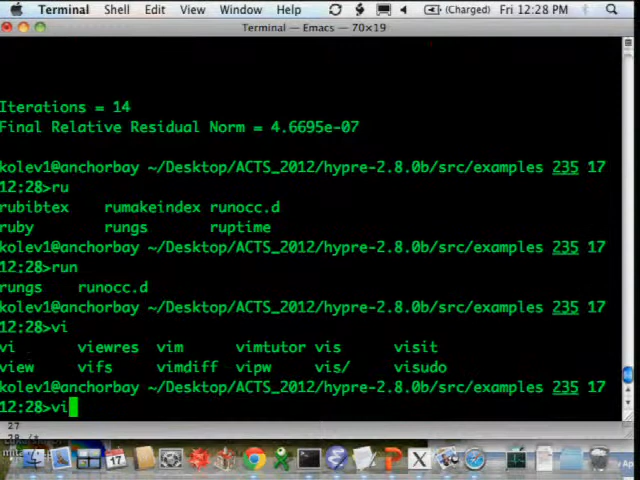 Terminal Shell Edit View Window Help (Charged) Fri 12:28 PM
Terminal — Emacs — 70×19
Iterations = 14
Final Relative Residual Norm = 4.6695e-07
kolev1@anchorbay ~/Desktop/ACTS_2012/hypre-2.8.0b/src/examples 235 17
12:28>ru
rubibtex rumakeindex runocc.d
ruby rungs ruptime
kolev1@anchorbay ~/Desktop/ACTS_2012/hypre-2.8.0b/src/examples 235 17
12:28>run
rungs runocc.d
kolev1@anchorbay ~/Desktop/ACTS_2012/hypre-2.8.0b/src/examples 235 17
12:28>vi
vi viewres vim vimtutor vis visit
view vifs vimdiff vipw vis/ visudo
kolev1@anchorbay ~/Desktop/ACTS_2012/hypre-2.8.0b/src/examples 235 17
12:28>vi
27
28 /*
17